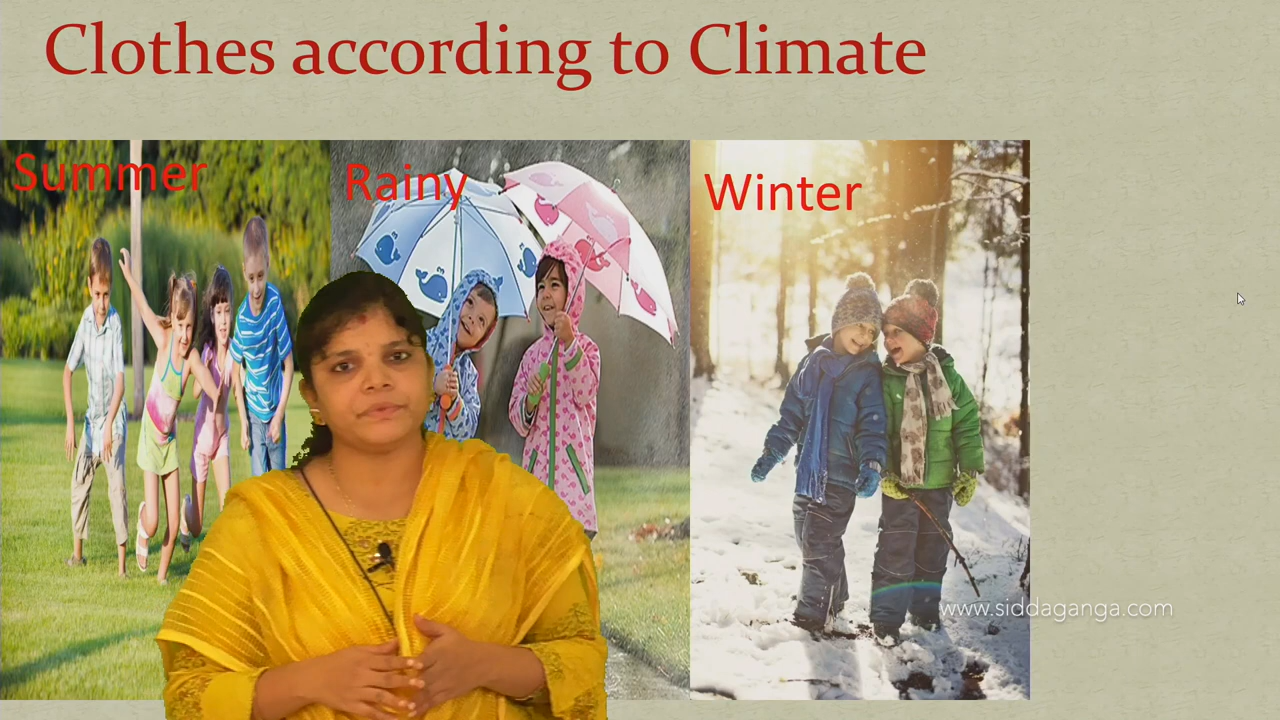 Clothes according to Climate
Summer
Rainy
Winter
www.siddaganga.com